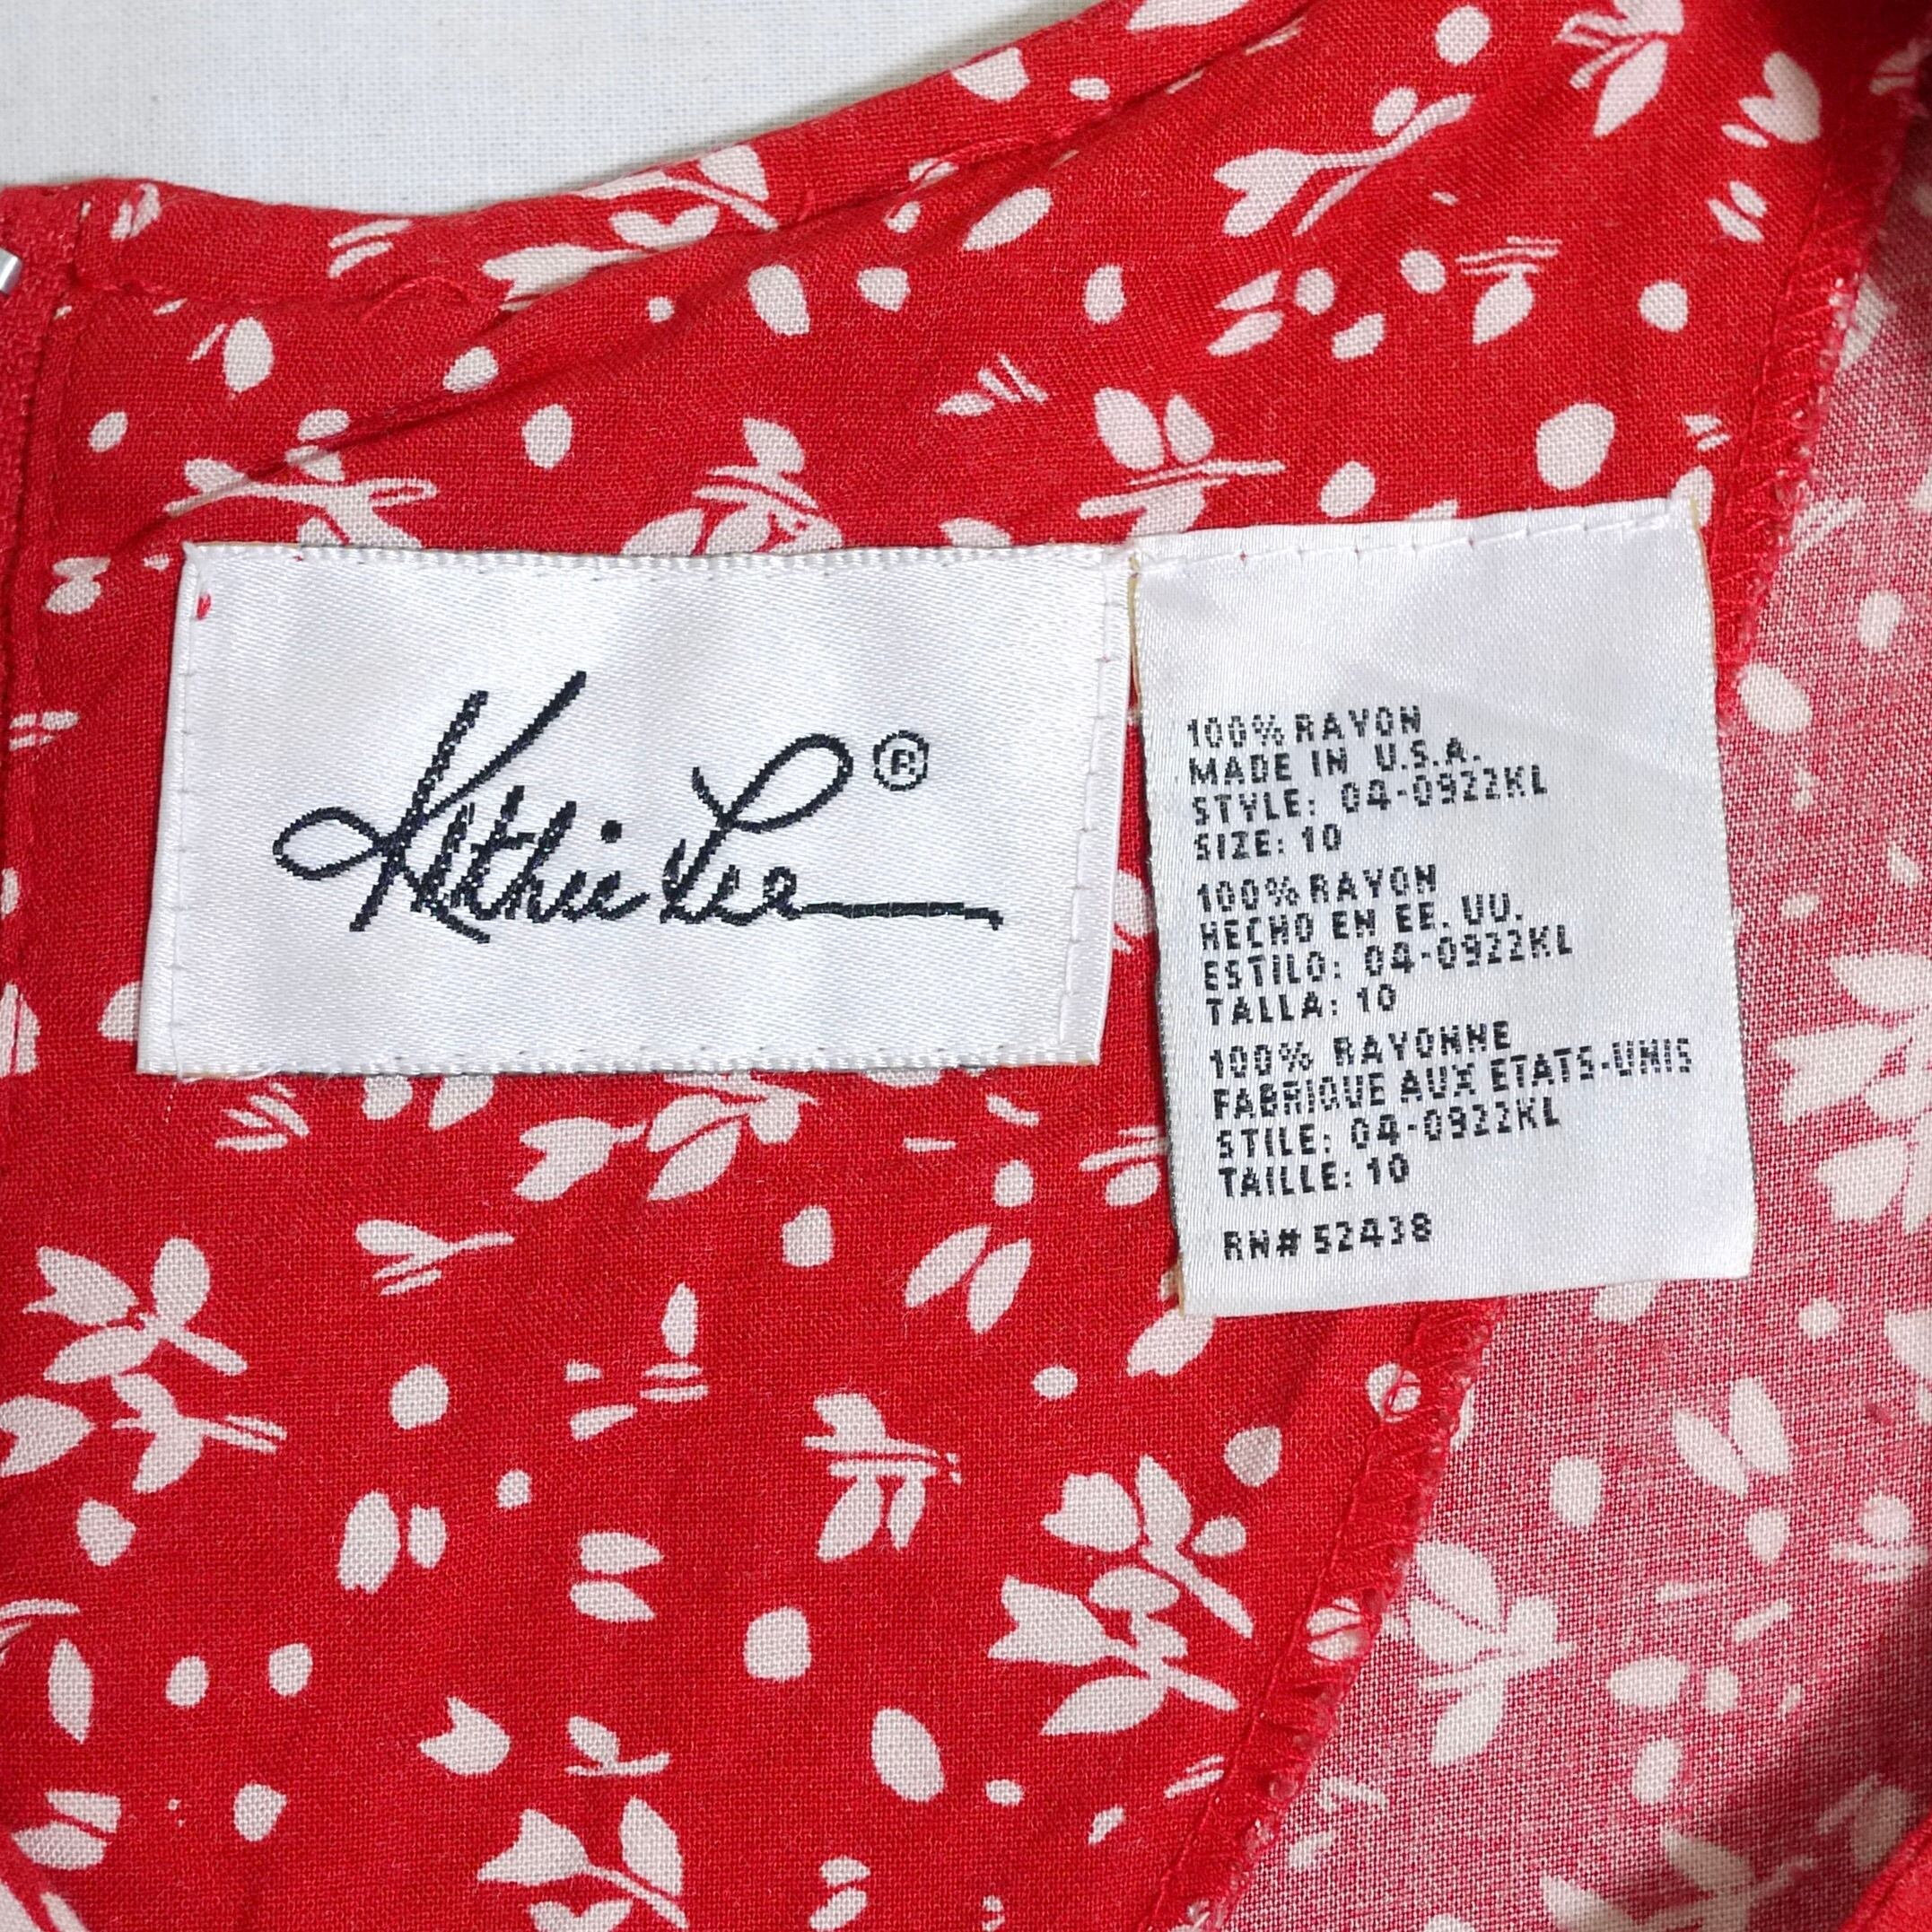 Kathie Lee®
100% RAYON
MADE IN U.S.A.
STYLE: 04-0922KL
SIZE: 10
100% RAYON
HECHO EN EE. UU.
ESTILO: 04-0922KL
TALLA: 10
100% RAYONNE
FABRIQUE AUX ETATS-UNIS
STILE: 04-0922KL
TAILLE: 10
RN# 52438